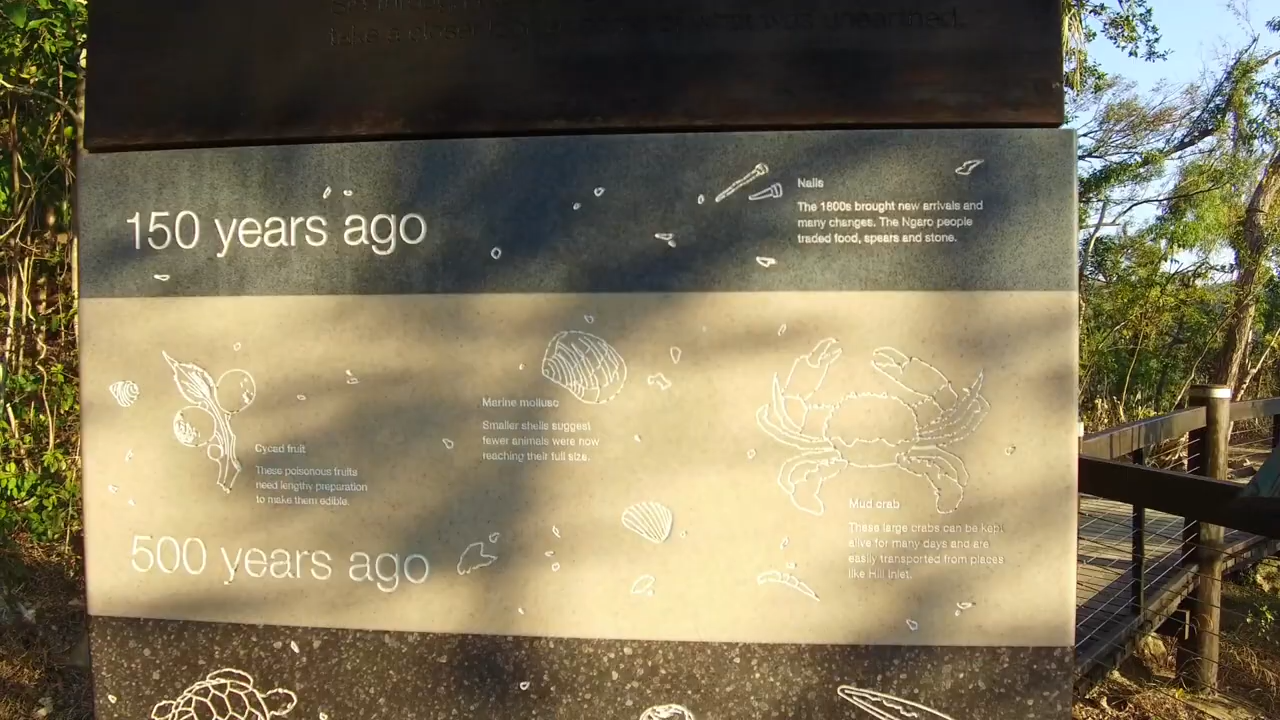 take a closer
unearthed.
Nails
The 1800s brought new arrivals and
many changes. The Ngaro people
traded food, spears and stone.
150 years ago
Marine mollusc
Smaller shells suggest
fewer animals were now
reaching their full size.
Cycad fruit
These poisonous fruits
need lengthy preparation
to make them edible.
Mud crab
These large crabs can be kept
alive for many days and are
easily transported from places
like Hill Inlet.
500 years ago